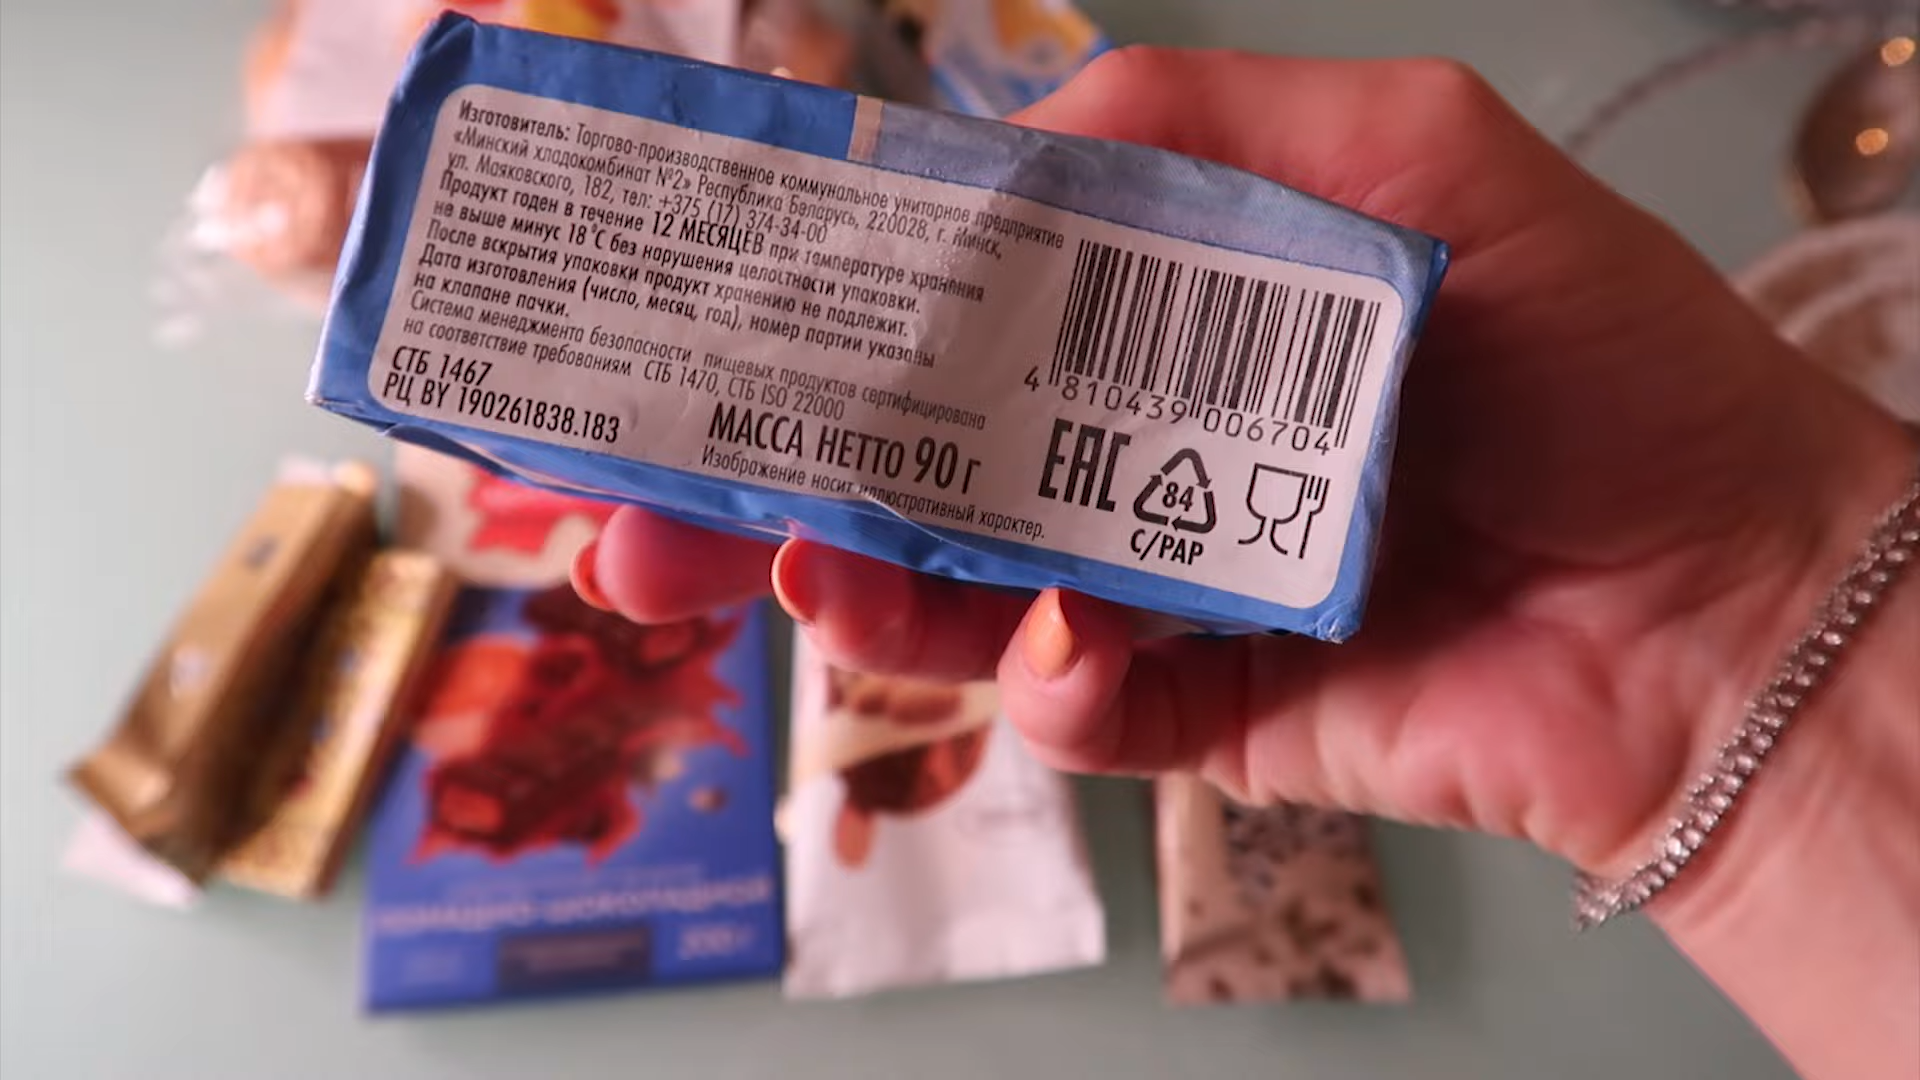 Изготовитель: Торгово-производственное коммунальное унитарное предприятие
«Минский хладокомбинат №2» Республика Беларусь, 220028, г. Минск,
ул. Маяковского, 182, тел: +375 (17) 374-34-00
Продукт годен в течение 12 МЕСЯЦЕВ при температуре хранения
не выше минус 18°С без нарушения целостности упаковки.
После вскрытия упаковки продукт хранению не подлежит.
Дата изготовления (число, месяц, год), номер партии указаны
на клапане пачки.
Система менеджмента безопасности пищевых продуктов сертифицирована
на соответствие требованиям СТБ 1470, СТБ ISO 22000
СТБ 1467
РЦ BY 190261838.183
МАССА НЕТТО 90 г
Изображение носит иллюстративный характер.
4 810439 006704
EAC
84
C/PAP